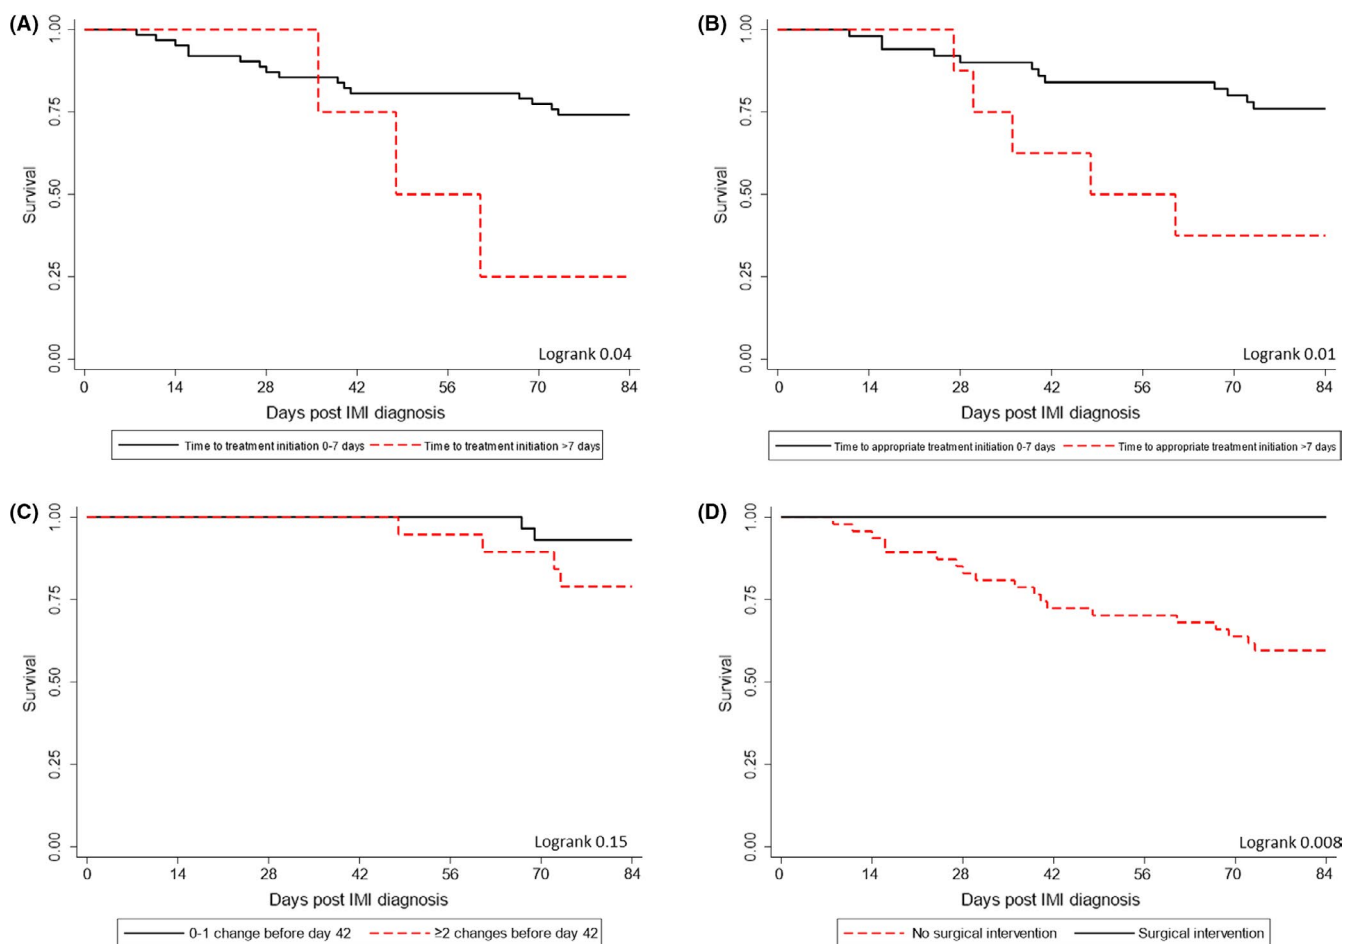 (A)
1.00
0.75
0.50
0.25
0.00
Survival
Logrank 0.04
0 14 28 42 56 70 84
Days post IMI diagnosis
Time to treatment initiation 0-7 days Time to treatment initiation >7 days
(B)
1.00
0.75
0.50
0.25
0.00
Survival
Logrank 0.01
0 14 28 42 56 70 84
Days post IMI diagnosis
Time to appropriate treatment initiation 0-7 days Time to appropriate treatment initiation >7 days
(C)
1.00
0.75
0.50
0.25
0.00
Survival
Logrank 0.15
0 14 28 42 56 70 84
Days post IMI diagnosis
0-1 change before day 42 ≥2 changes before day 42
(D)
1.00
0.75
0.50
0.25
0.00
Survival
Logrank 0.008
0 14 28 42 56 70 84
Days post IMI diagnosis
No surgical intervention Surgical intervention